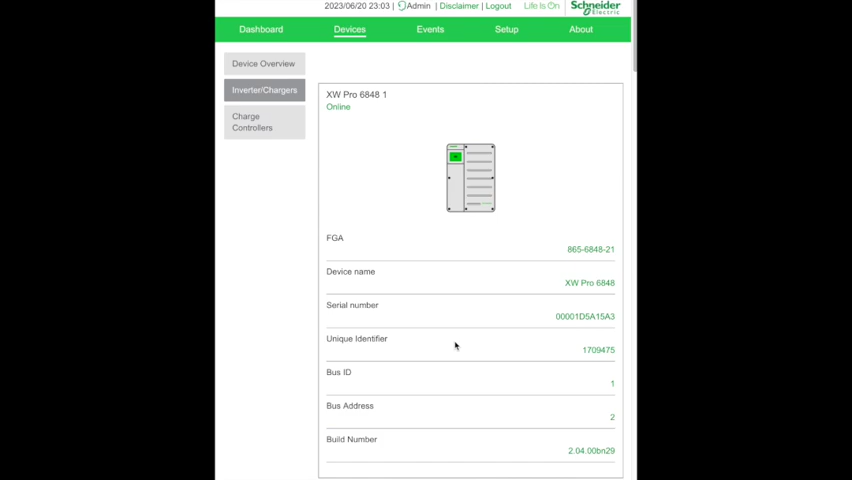 2023/06/20 23:03 | Admin | Disclaimer | Logout Life Is On Schneider Electric
Dashboard Devices Events Setup About
Device Overview
Inverter/Chargers
Charge
Controllers
XW Pro 6848 1
Online
FGA
865-6848-21
Device name
XW Pro 6848
Serial number
00001D5A15A3
Unique Identifier
1709475
Bus ID
1
Bus Address
2
Build Number
2.04.00bn29